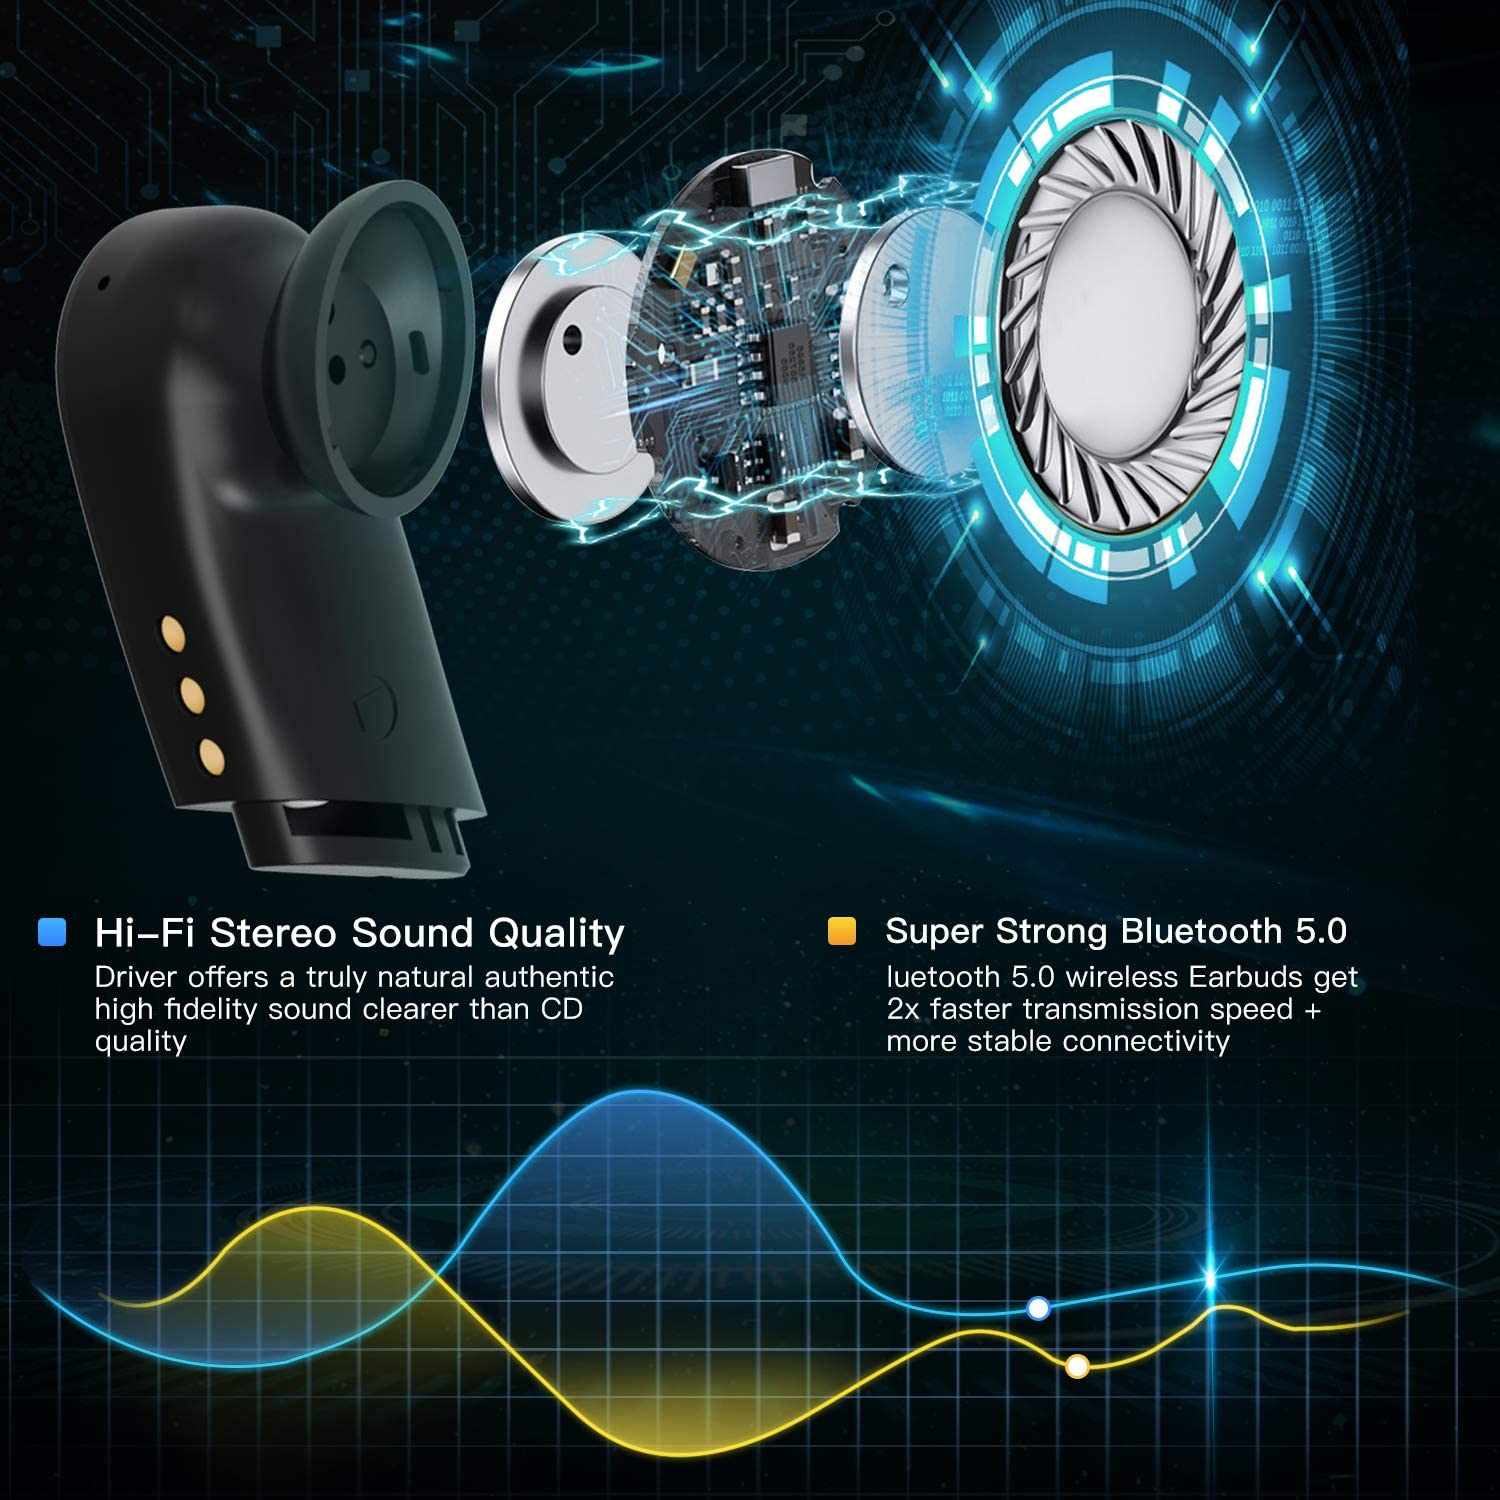 Hi-Fi Stereo Sound Quality
Driver offers a truly natural authentic
high fidelity sound clearer than CD
quality
Super Strong Bluetooth 5.0
luetooth 5.0 wireless Earbuds get
2x faster transmission speed +
more stable connectivity